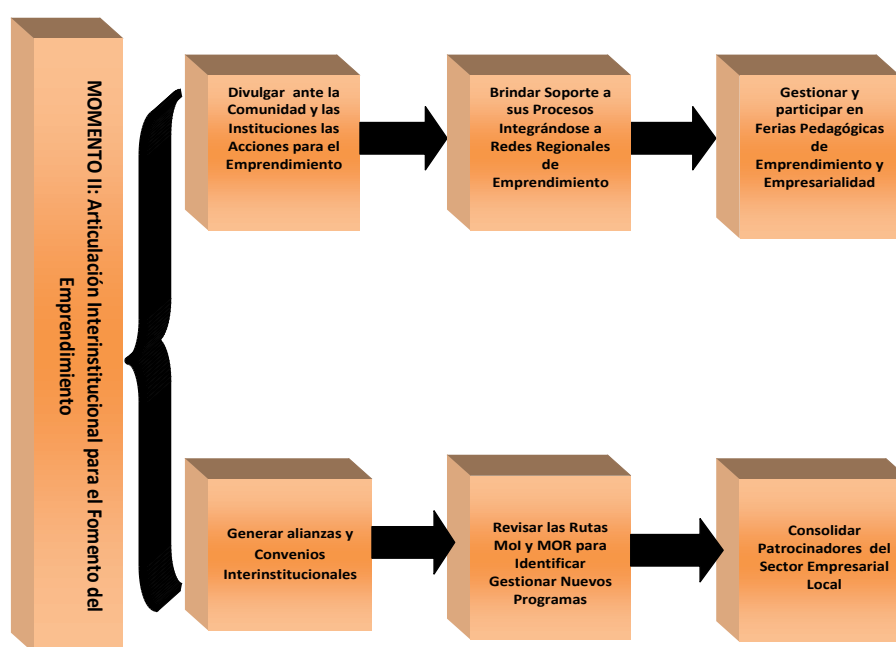 MOMENTO II: Articulación Interinstitucional para el Fomento del
Emprendimiento
Divulgar ante la
Comunidad y las
Instituciones las
Acciones para el
Emprendimiento
Brindar Soporte a
sus Procesos
Integrándose a
Redes Regionales
de
Emprendimiento
Gestionar y
participar en
Ferias Pedagógicas
de
Emprendimiento y
Empresarialidad
Generar alianzas y
Convenios
Interinstitucionales
Revisar las Rutas
MoI y MOR para
Identificar
Gestionar Nuevos
Programas
Consolidar
Patrocinadores del
Sector Empresarial
Local